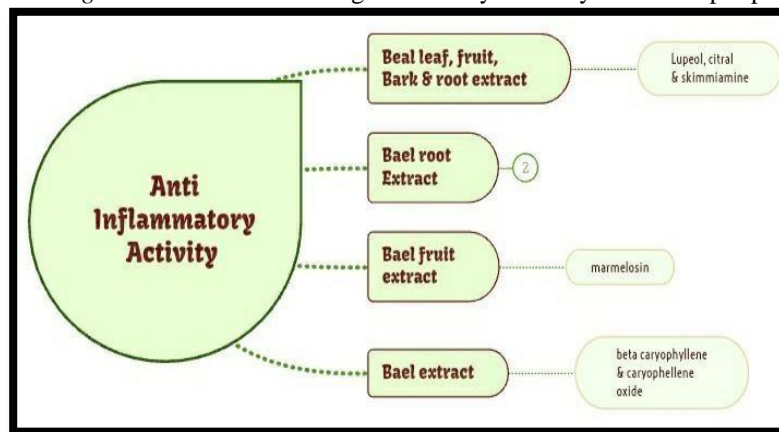 Anti
Inflammatory
Activity
Beal leaf, fruit,
Bark & root extract
Lupeol, citral
& skimmiamine
Bael root
Extract
2
Bael fruit
extract
marmelosin
Bael extract
beta caryophyllene
& caryophellene
oxide